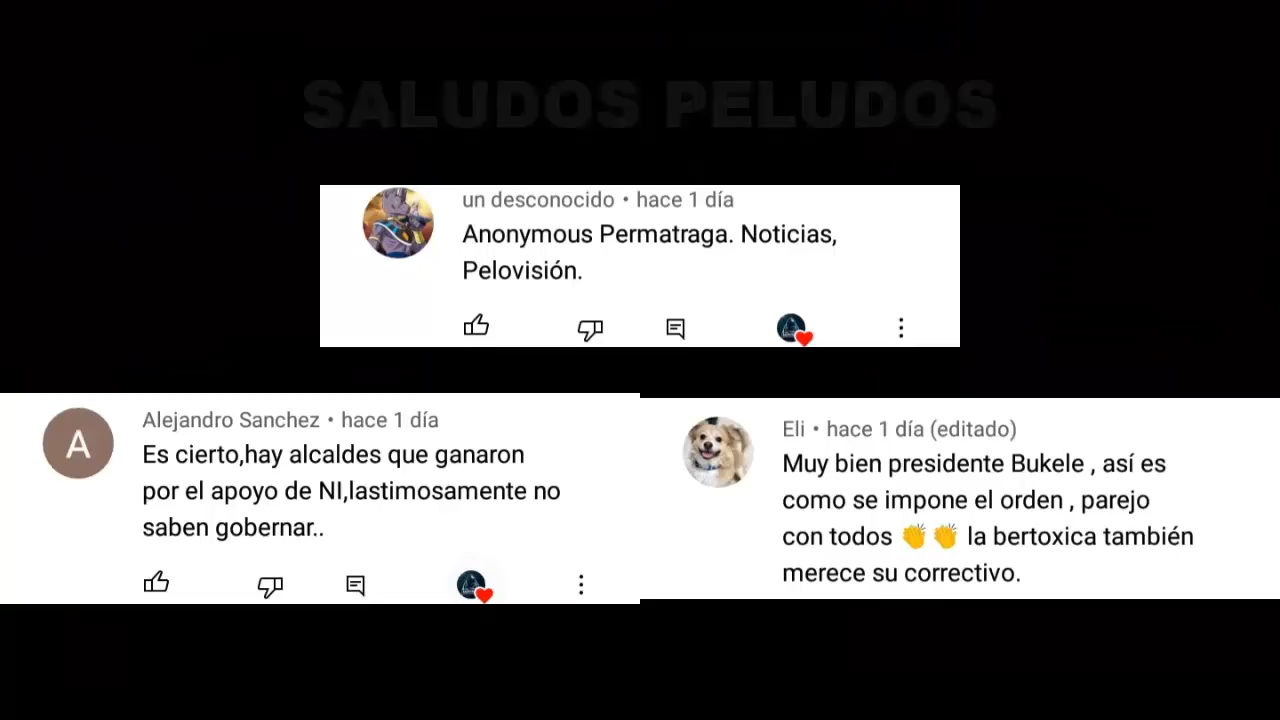 SALUDOS PELUDOS
un desconocido • hace 1 día
Anonymous Permatraga. Noticias,
Pelovisión.
Alejandro Sanchez • hace 1 día
Es cierto,hay alcaldes que ganaron
por el apoyo de NI,lastimosamente no
saben gobernar..
A
Eli • hace 1 día (editado)
Muy bien presidente Bukele , así es
como se impone el orden , parejo
con todos 👏👏 la bertoxica también
merece su correctivo.